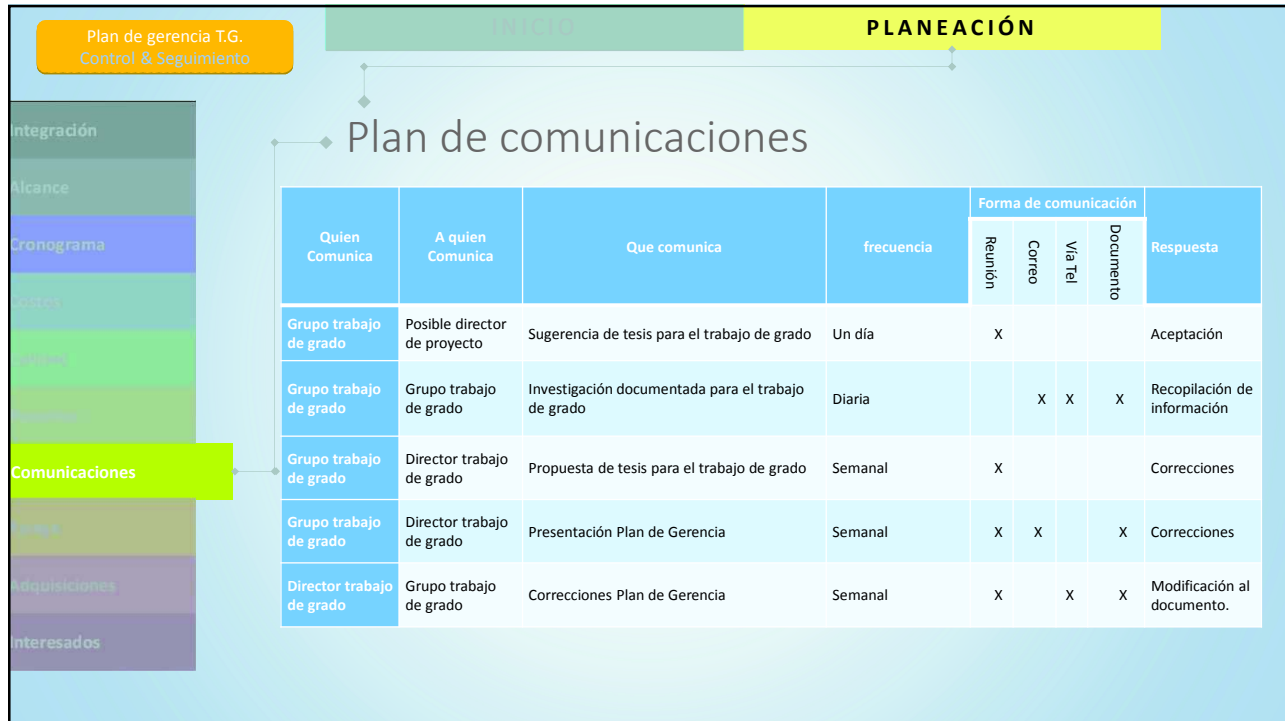 Plan de gerencia T.G.
Control & Seguimiento
INICIO
PLANEACIÓN
Integración
Alcance
Cronograma
Costos
Comunicaciones
Adquisiciones
Interesados
Plan de comunicaciones
Quien Comunica
A quien Comunica
Que comunica
frecuencia
Forma de comunicación
Reunión
Correo
Vía Tel
Documento
Respuesta
Grupo trabajo de grado
Posible director de proyecto
Sugerencia de tesis para el trabajo de grado
Un día
X
Aceptación
Grupo trabajo de grado
Grupo trabajo de grado
Investigación documentada para el trabajo de grado
Diaria
X X X
Recopilación de información
Grupo trabajo de grado
Director trabajo de grado
Propuesta de tesis para el trabajo de grado
Semanal
X
Correcciones
Grupo trabajo de grado
Director trabajo de grado
Presentación Plan de Gerencia
Semanal
X X X
Correcciones
Director trabajo de grado
Grupo trabajo de grado
Correcciones Plan de Gerencia
Semanal
X X X
Modificación al documento.